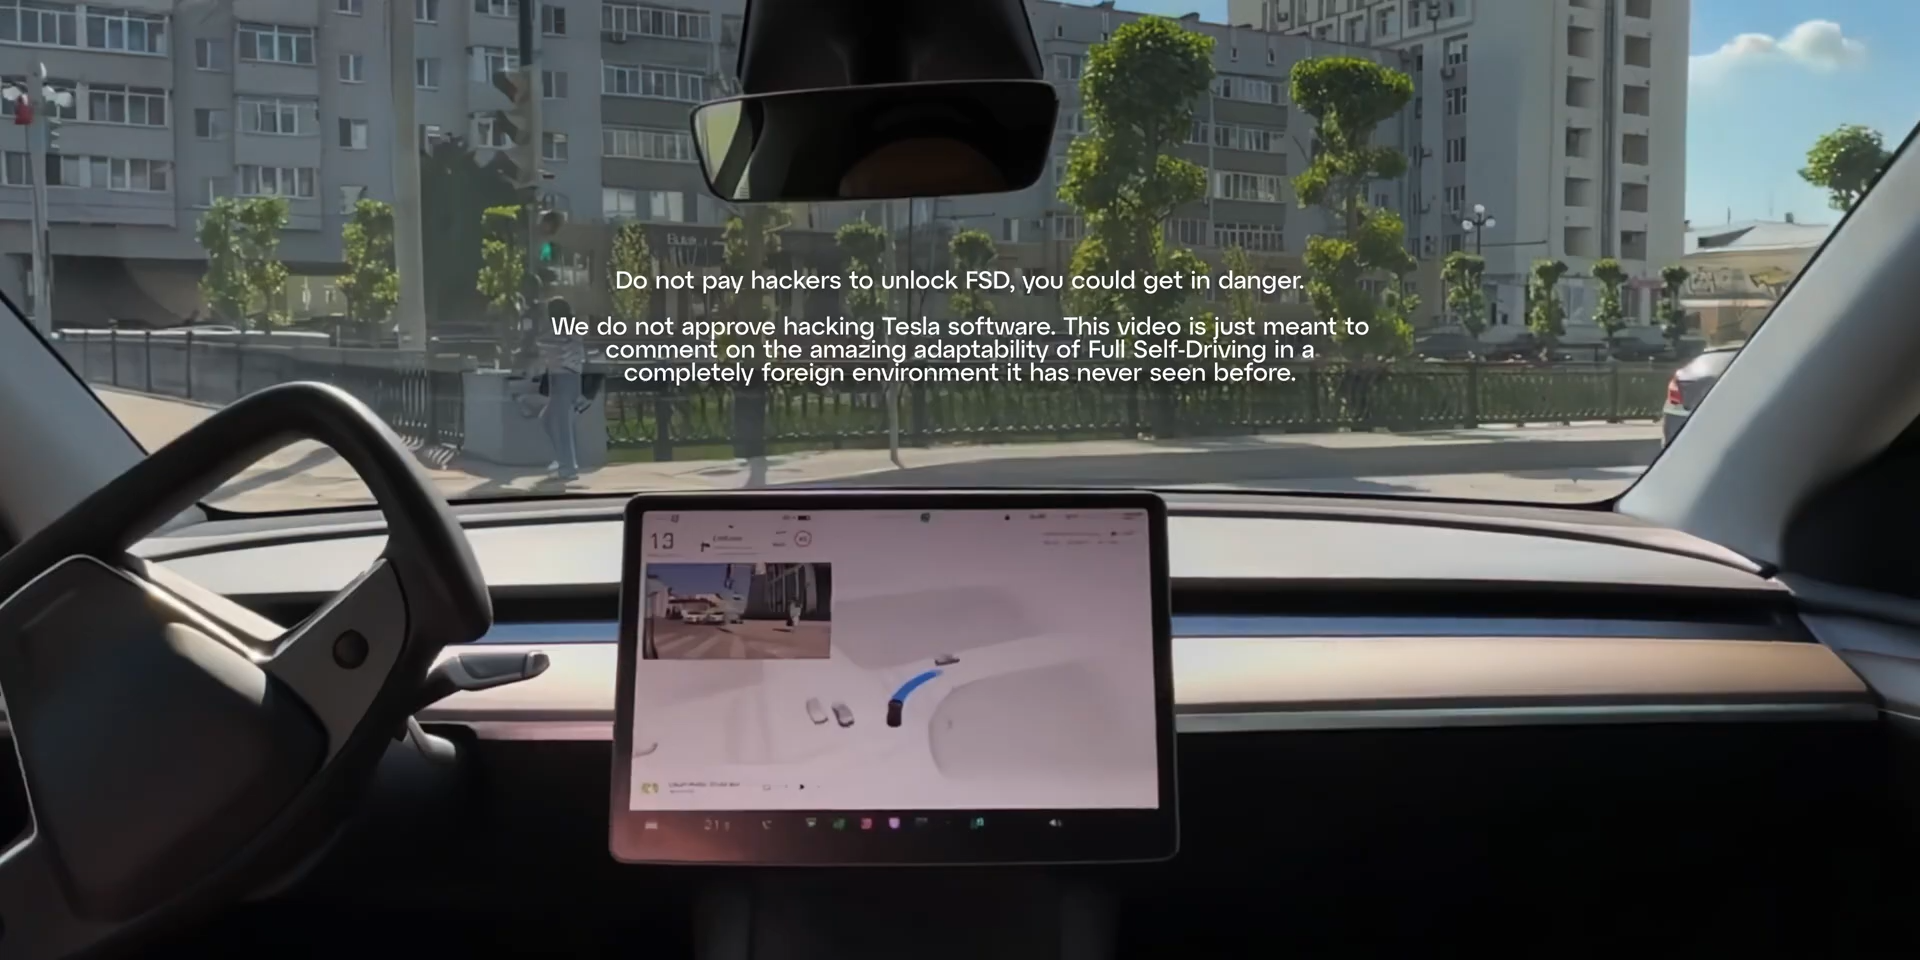 Do not pay hackers to unlock FSD, you could get in danger.
We do not approve hacking Tesla software. This video is just meant to
comment on the amazing adaptability of Full Self-Driving in a
completely foreign environment it has never seen before.
13